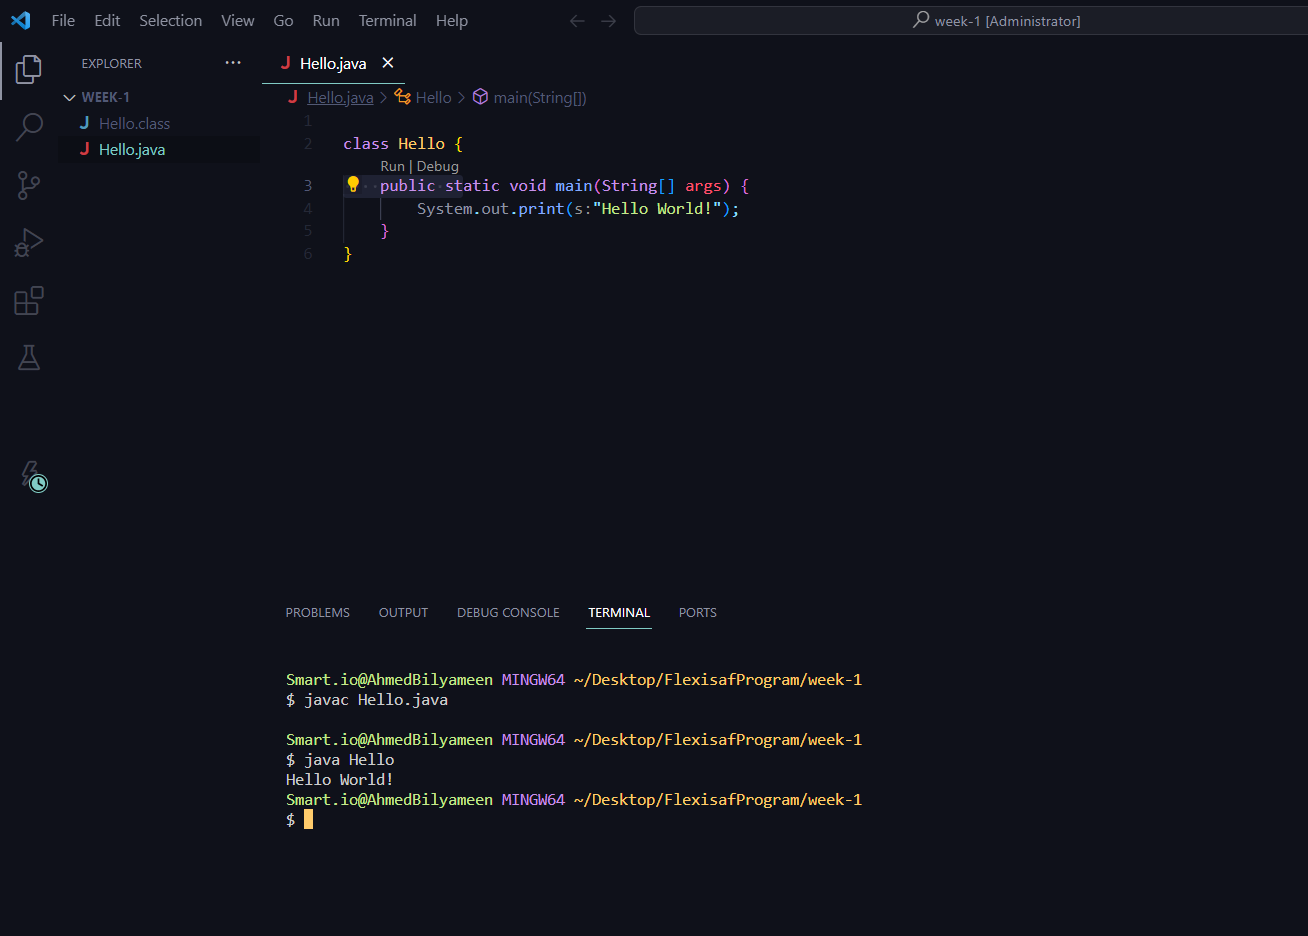 File Edit Selection View Go Run Terminal Help
week-1 [Administrator]
EXPLORER
WEEK-1
J Hello.class
J Hello.java
J Hello.java
J Hello.java > Hello > main(String[])
1
2 class Hello {
Run | Debug
3 public static void main(String[] args) {
4 System.out.print(s:"Hello World!");
5 }
6 }
PROBLEMS OUTPUT DEBUG CONSOLE TERMINAL PORTS
Smart.io@AhmedBilyameen MINGW64 ~/Desktop/FlexisafProgram/week-1
$ javac Hello.java
Smart.io@AhmedBilyameen MINGW64 ~/Desktop/FlexisafProgram/week-1
$ java Hello
Hello World!
Smart.io@AhmedBilyameen MINGW64 ~/Desktop/FlexisafProgram/week-1
$